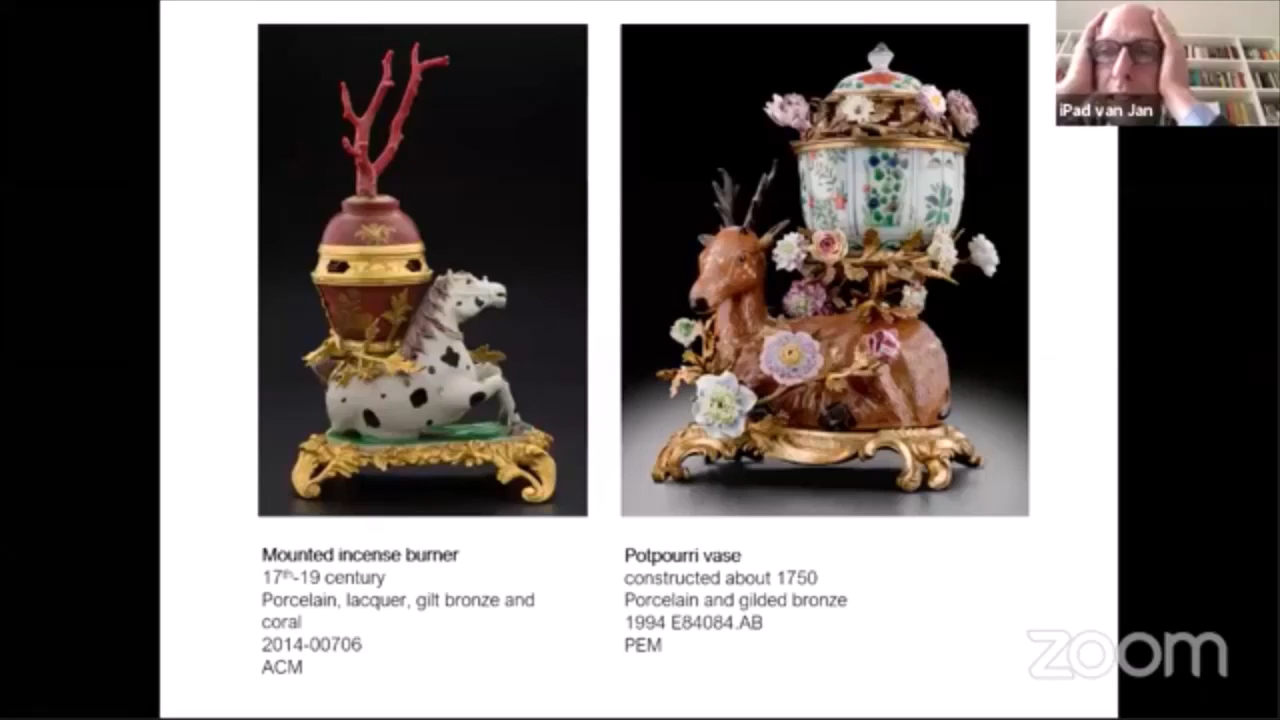 iPad van Jan
Mounted incense burner
17th-19 century
Porcelain, lacquer, gilt bronze and
coral
2014-00706
ACM
Potpourri vase
constructed about 1750
Porcelain and gilded bronze
1994 E84084.AB
PEM
zoom